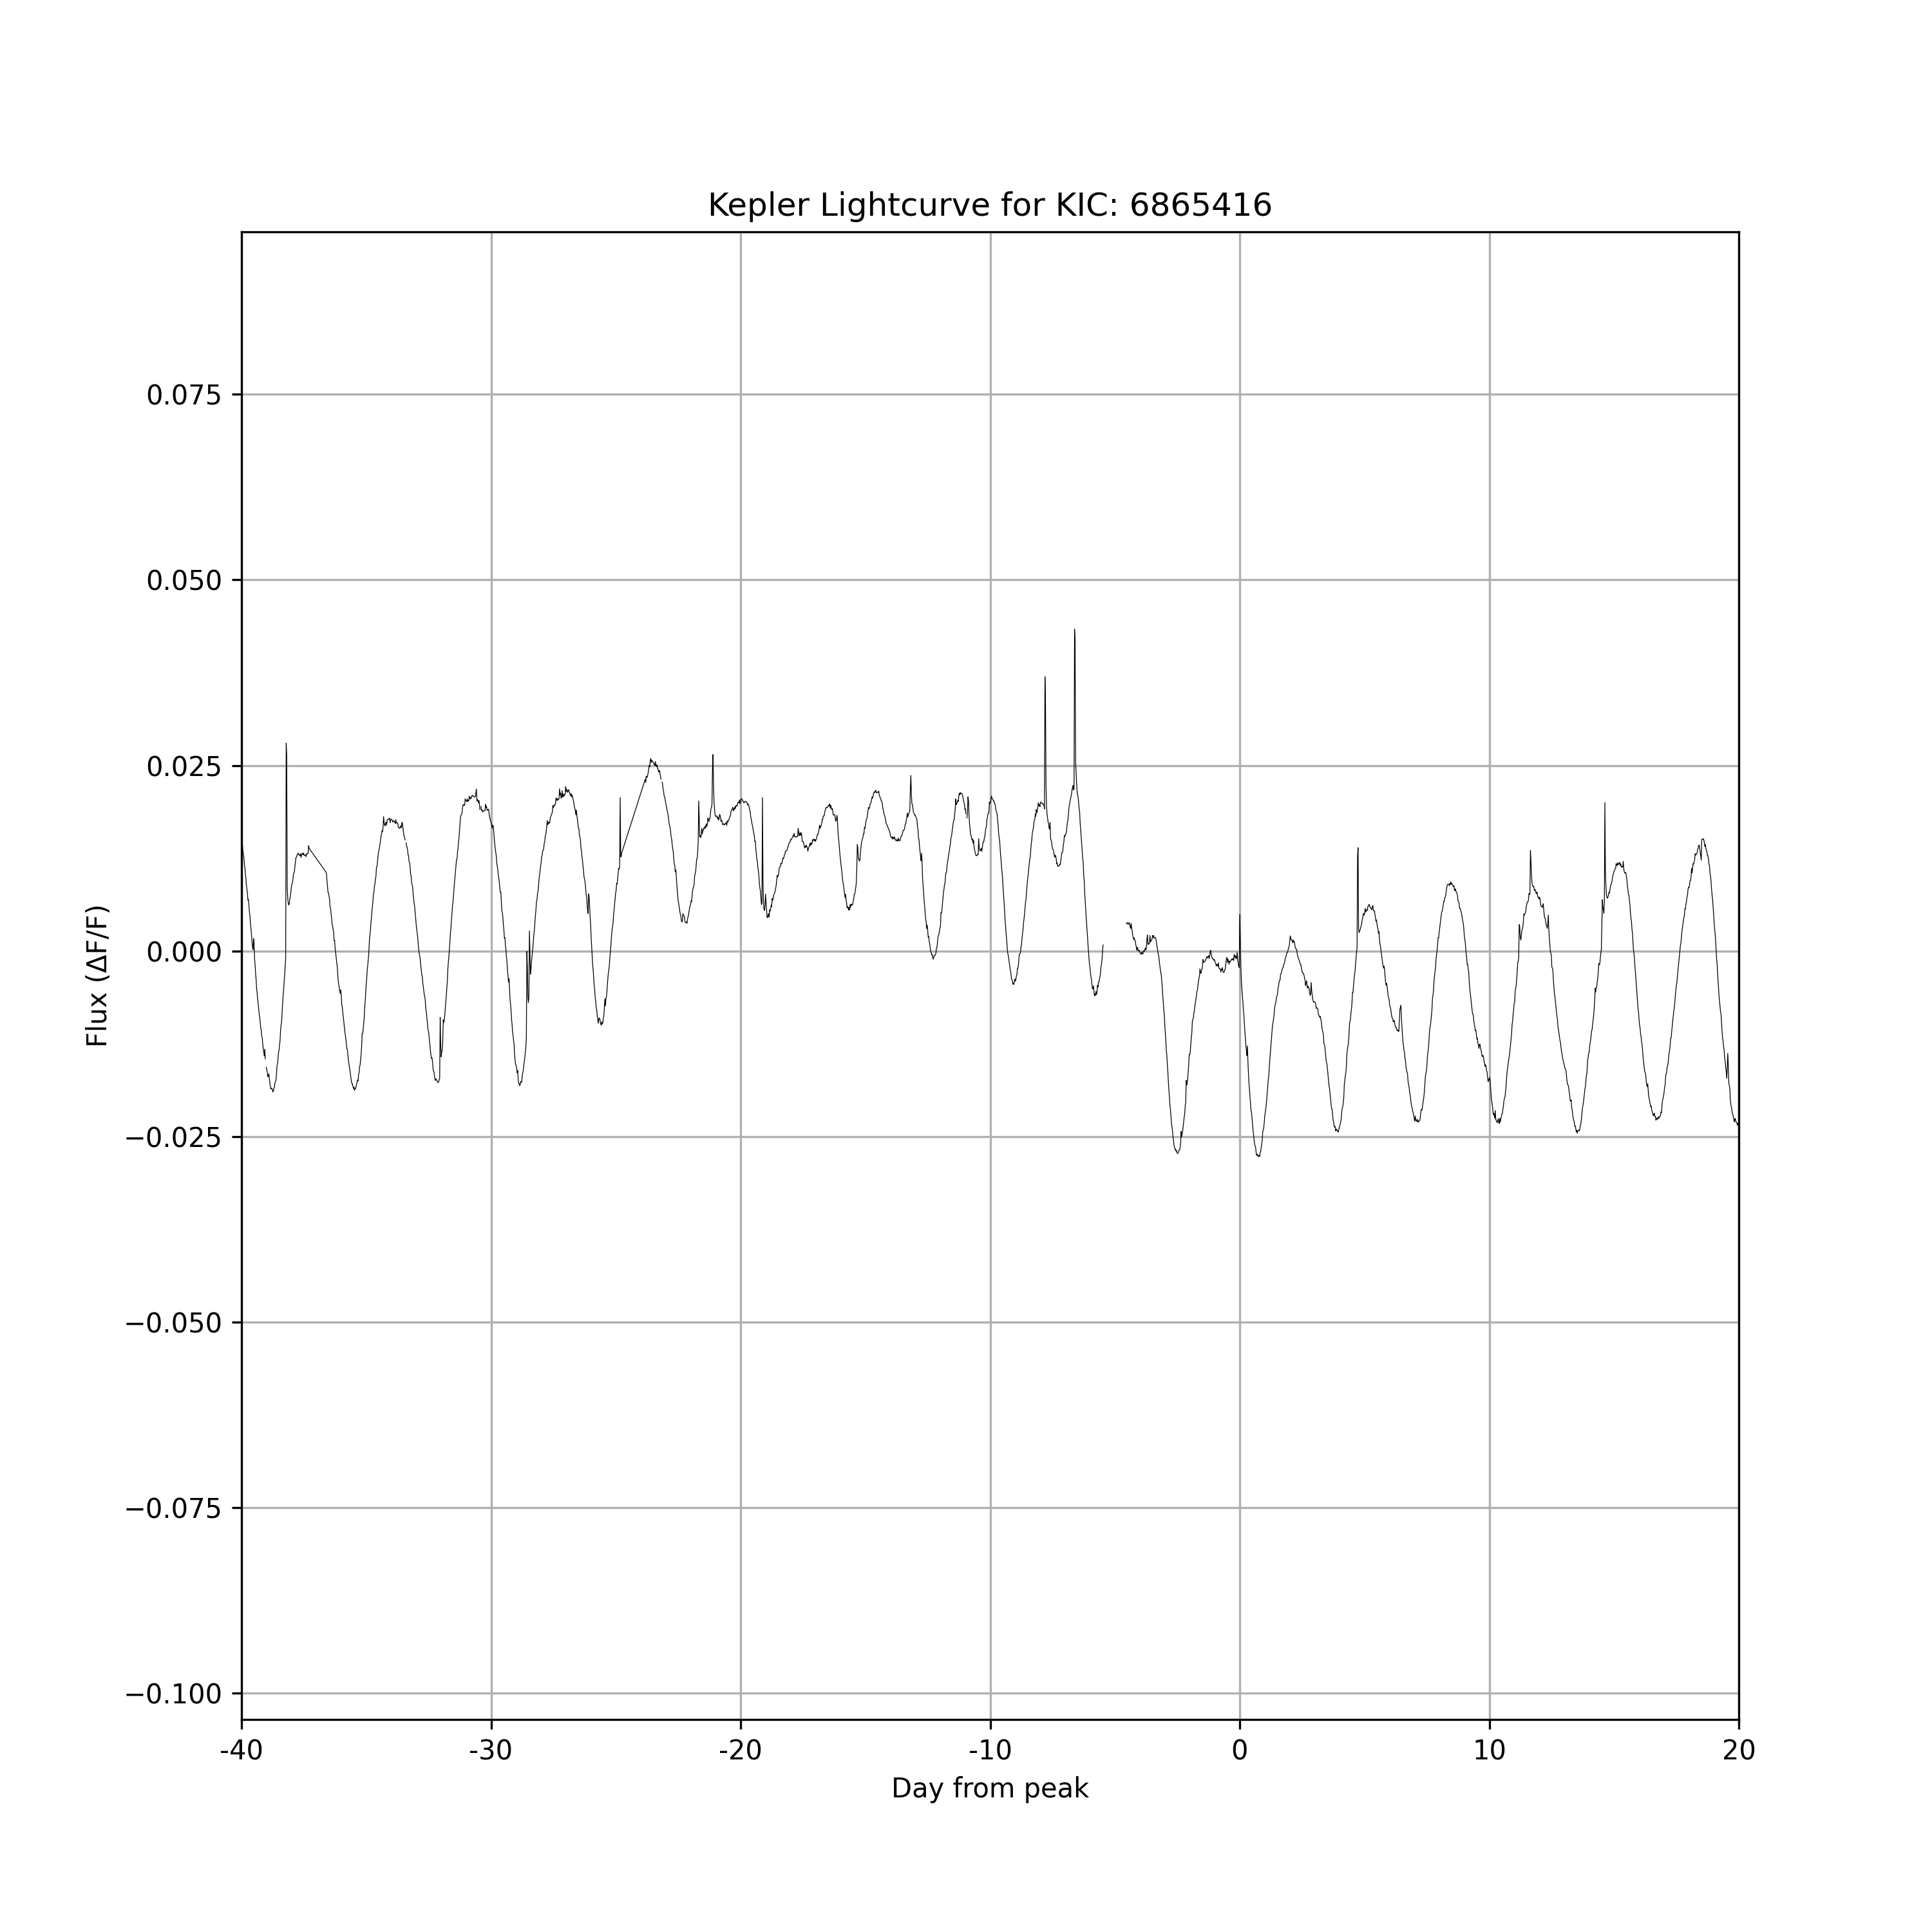 Kepler Lightcurve for KIC: 6865416
0.075
0.050
0.025
0.000
−0.025
−0.050
−0.075
−0.100
Flux (ΔF/F)
-40 -30 -20 -10 0 10 20
Day from peak